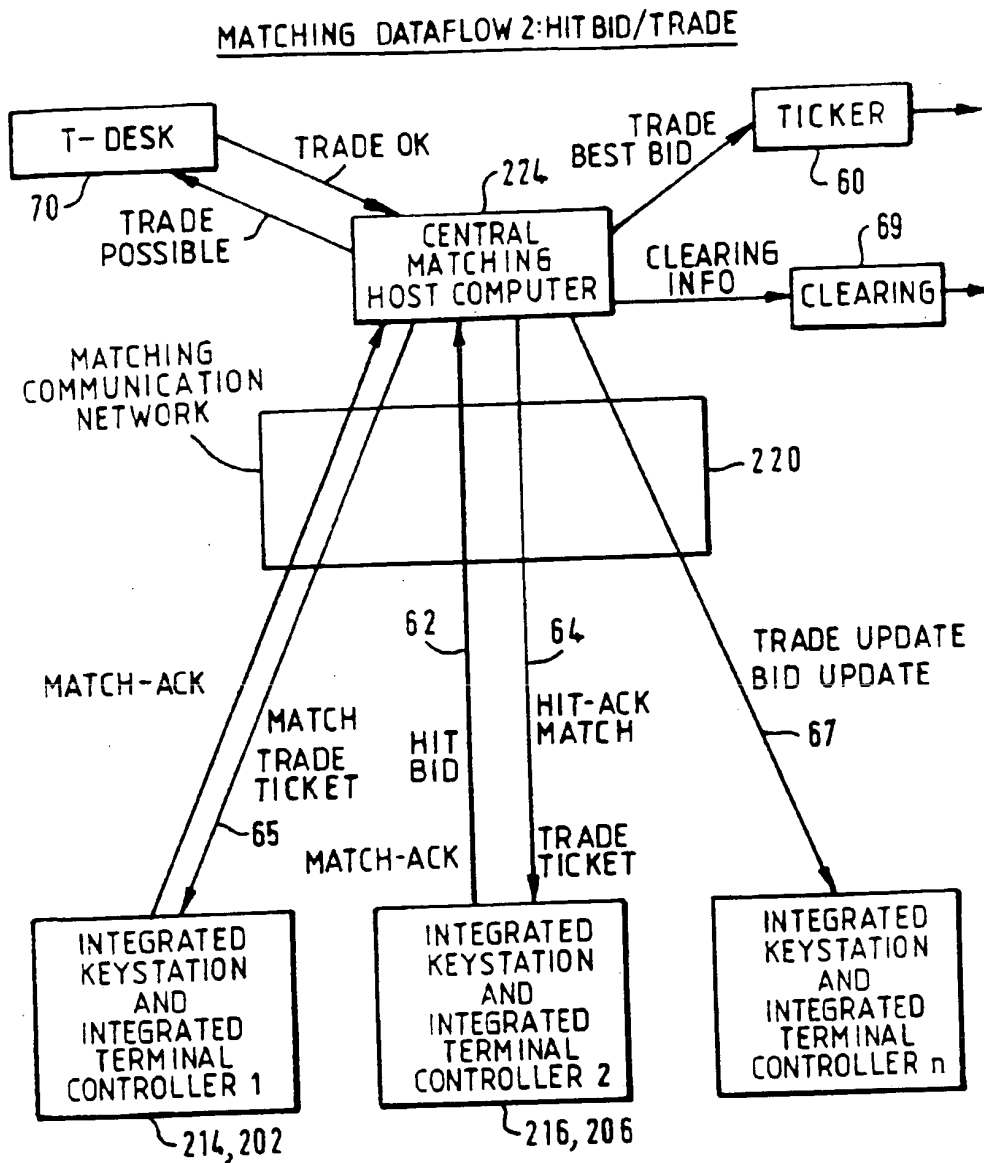 MATCHING DATAFLOW 2: HIT BID/TRADE
T-DESK
70
TRADE OK
TRADE
POSSIBLE
224
CENTRAL
MATCHING
HOST COMPUTER
TRADE
BEST BID
TICKER
60
CLEARING
INFO
69
CLEARING
MATCHING
COMMUNICATION
NETWORK
220
MATCH-ACK
MATCH
TRADE
TICKET
65
62
HIT
BID
MATCH-ACK
64
HIT-ACK
MATCH
TRADE
TICKET
TRADE UPDATE
BID UPDATE
67
INTEGRATED
KEYSTATION
AND
INTEGRATED
TERMINAL
CONTROLLER 1
214, 202
INTEGRATED
KEYSTATION
AND
INTEGRATED
TERMINAL
CONTROLLER 2
216, 206
INTEGRATED
KEYSTATION
AND
INTEGRATED
TERMINAL
CONTROLLER n